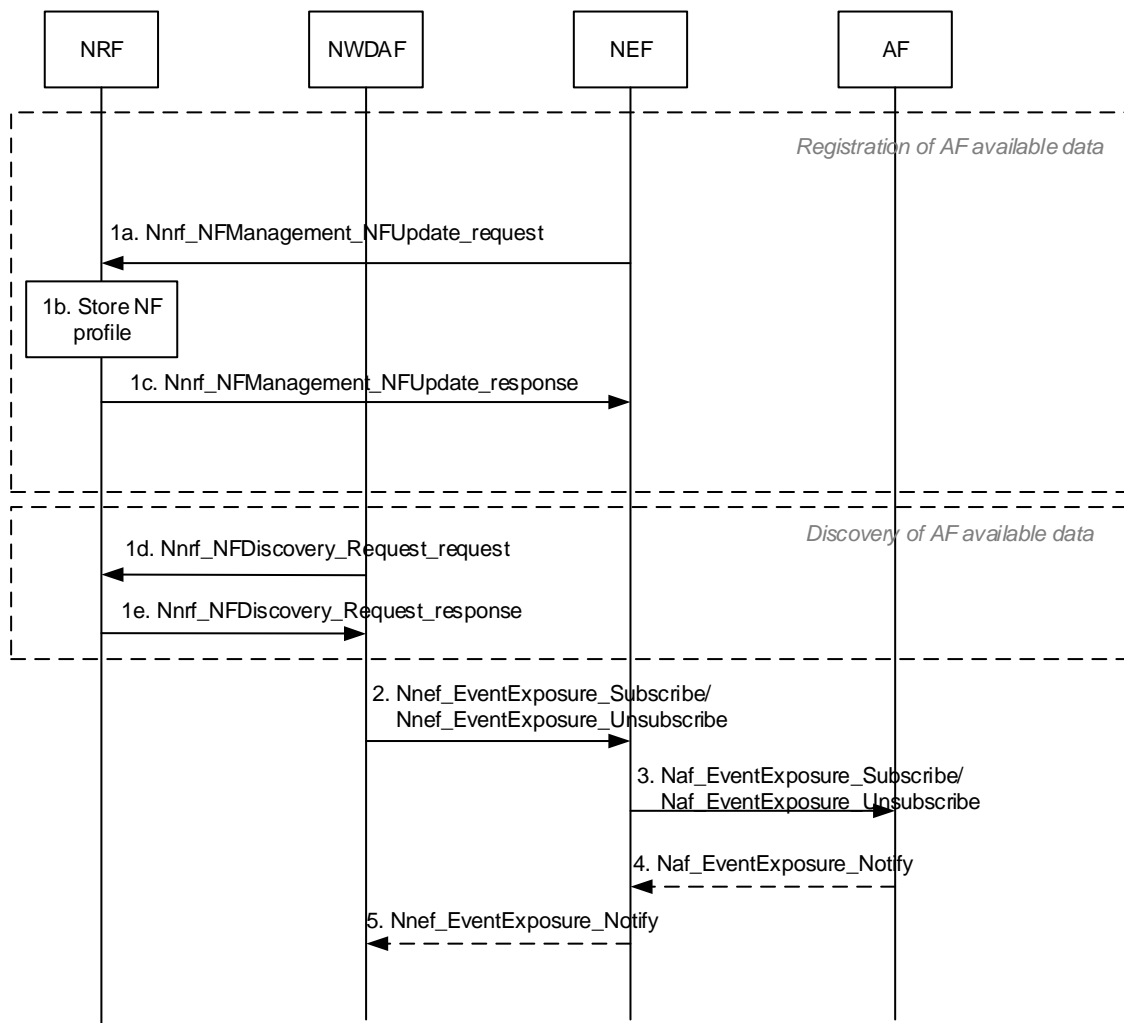 NRF
NWDAF
NEF
AF
Registration of AF available data
1a. Nnrf_NFManagement_NFUpdate_request
1b. Store NF
profile
1c. Nnrf_NFManagement_NFUpdate_response
Discovery of AF available data
1d. Nnrf_NFDiscovery_Request_request
1e. Nnrf_NFDiscovery_Request_response
2. Nnef_EventExposure_Subscribe/
Nnef_EventExposure_Unsubscribe
3. Naf_EventExposure_Subscribe/
Naf_EventExposure_Unsubscribe
4. Naf_EventExposure_Notify
5. Nnef_EventExposure_Notify